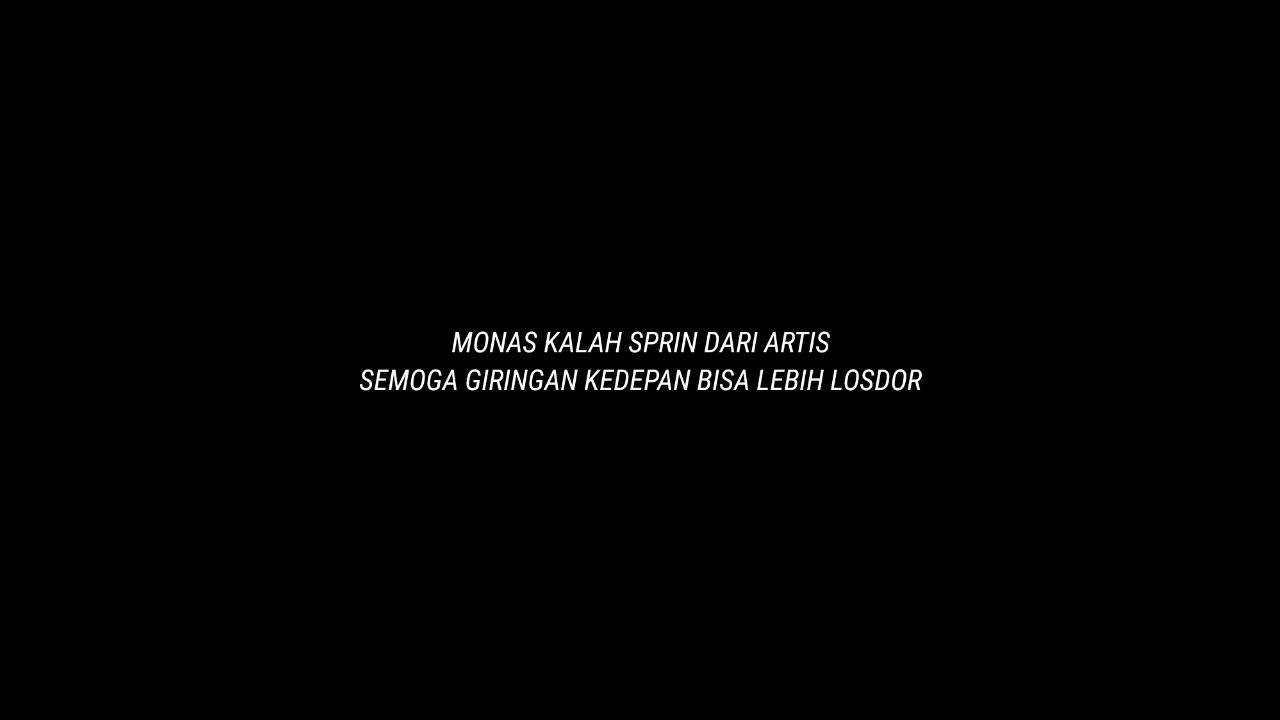 MONAS KALAH SPRIN DARI ARTIS
SEMOGA GIRINGAN KEDEPAN BISA LEBIH LOSDOR